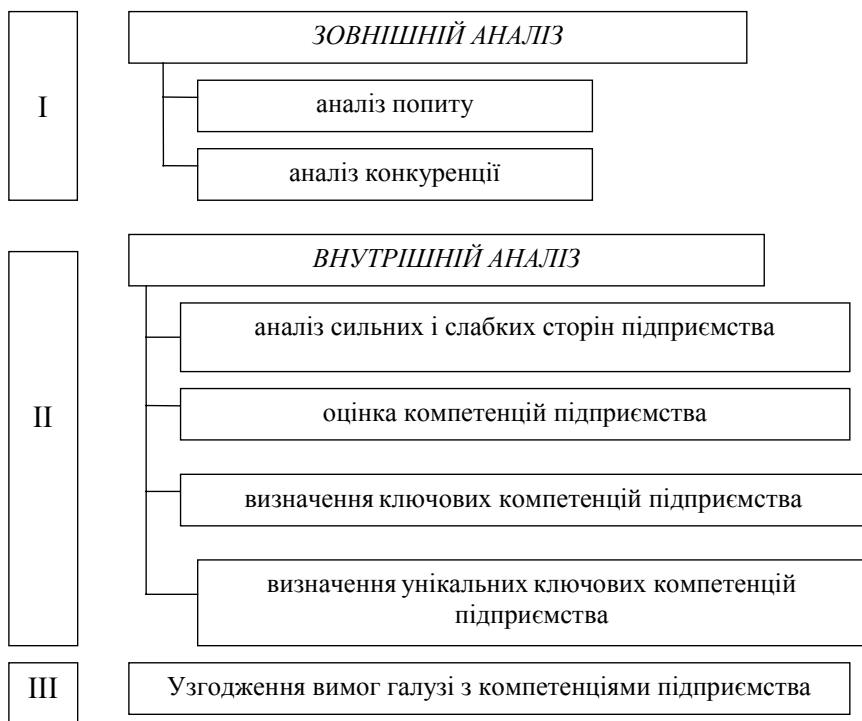 I
ЗОВНІШНІЙ АНАЛІЗ
аналіз попиту
аналіз конкуренції
II
ВНУТРІШНІЙ АНАЛІЗ
аналіз сильних і слабких сторін підприємства
оцінка компетенцій підприємства
визначення ключових компетенцій підприємства
визначення унікальних ключових компетенцій
підприємства
III
Узгодження вимог галузі з компетенціями підприємства